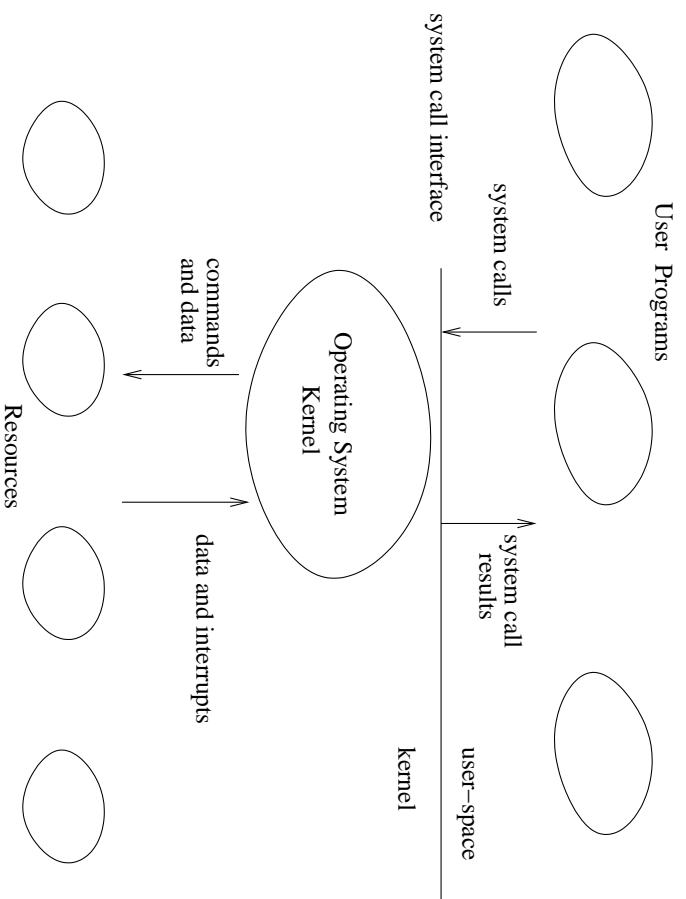 User Programs
system calls
system call
results
system call interface
user–space
kernel
Operating System
Kernel
commands
and data
data and interrupts
Resources